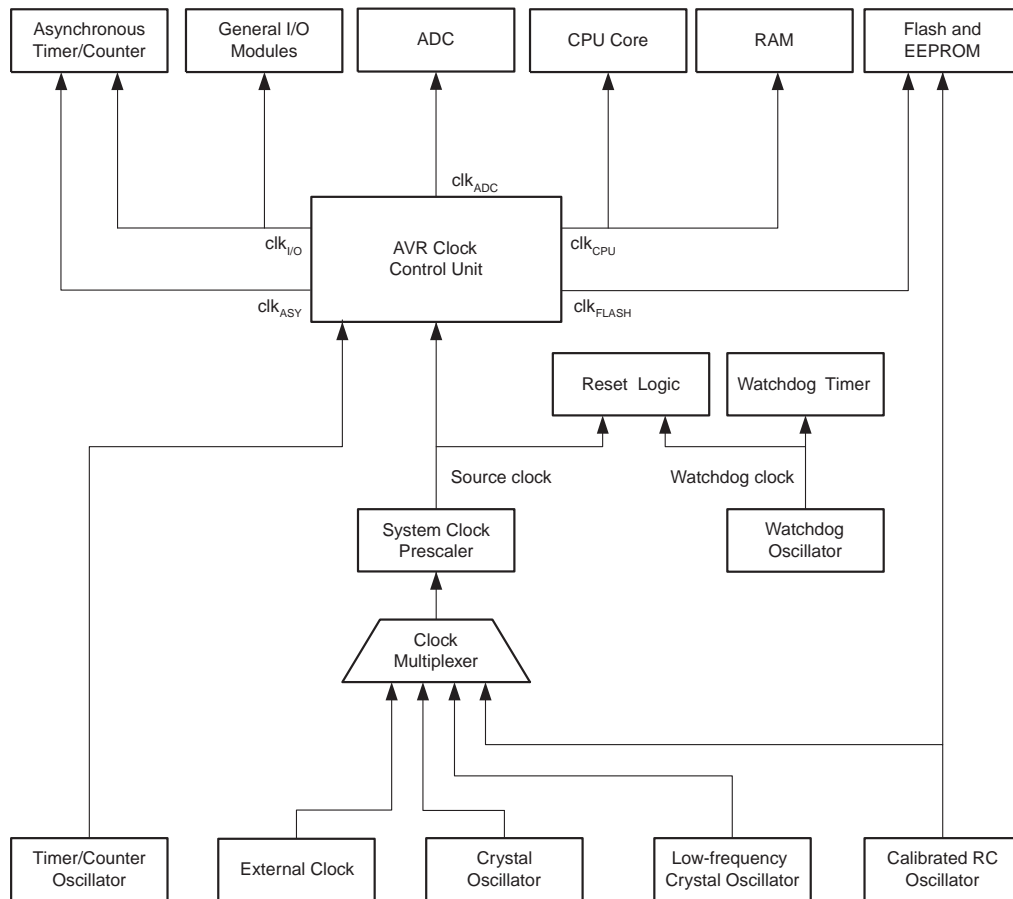 Asynchronous
Timer/Counter
General I/O
Modules
ADC
CPU Core
RAM
Flash and
EEPROM
clkADC
clkI/O
AVR Clock
Control Unit
clkCPU
clkASY
clkFLASH
Reset Logic
Watchdog Timer
Source clock
Watchdog clock
System Clock
Prescaler
Watchdog
Oscillator
Clock
Multiplexer
Timer/Counter
Oscillator
External Clock
Crystal
Oscillator
Low-frequency
Crystal Oscillator
Calibrated RC
Oscillator